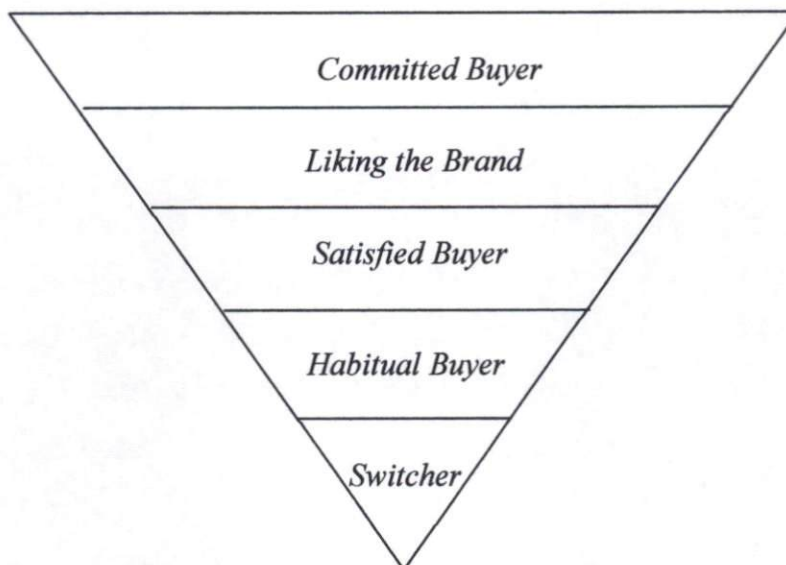 Committed Buyer
Liking the Brand
Satisfied Buyer
Habitual Buyer
Switcher